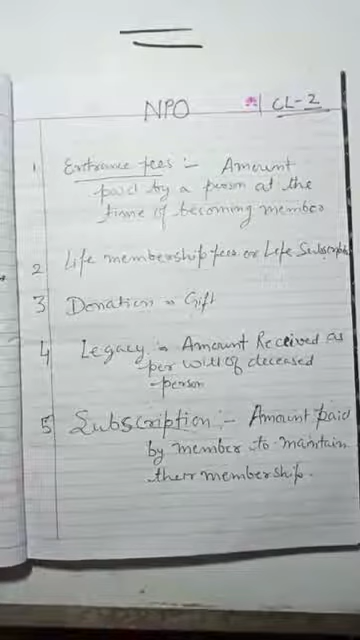 NPO
CL-2
1 Entrance fees :- Amount
paid by a person at the
time of becoming member
2 Life membership fees or Life Subscription
3 Donation or Gift
4 Legacy :- Amount Received as
per will of deceased
person
5 Subscription :- Amount paid
by member to maintain
their membership.